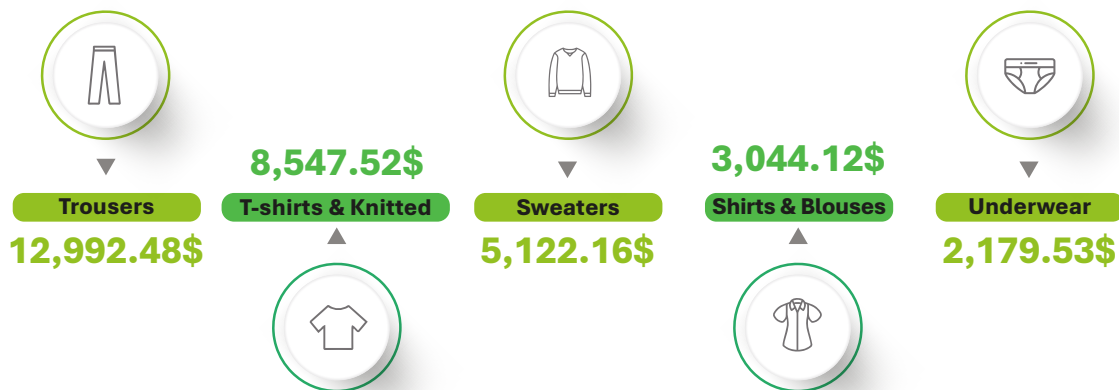 Trousers
12,992.48$
8,547.52$
T-shirts & Knitted
Sweaters
5,122.16$
3,044.12$
Shirts & Blouses
Underwear
2,179.53$